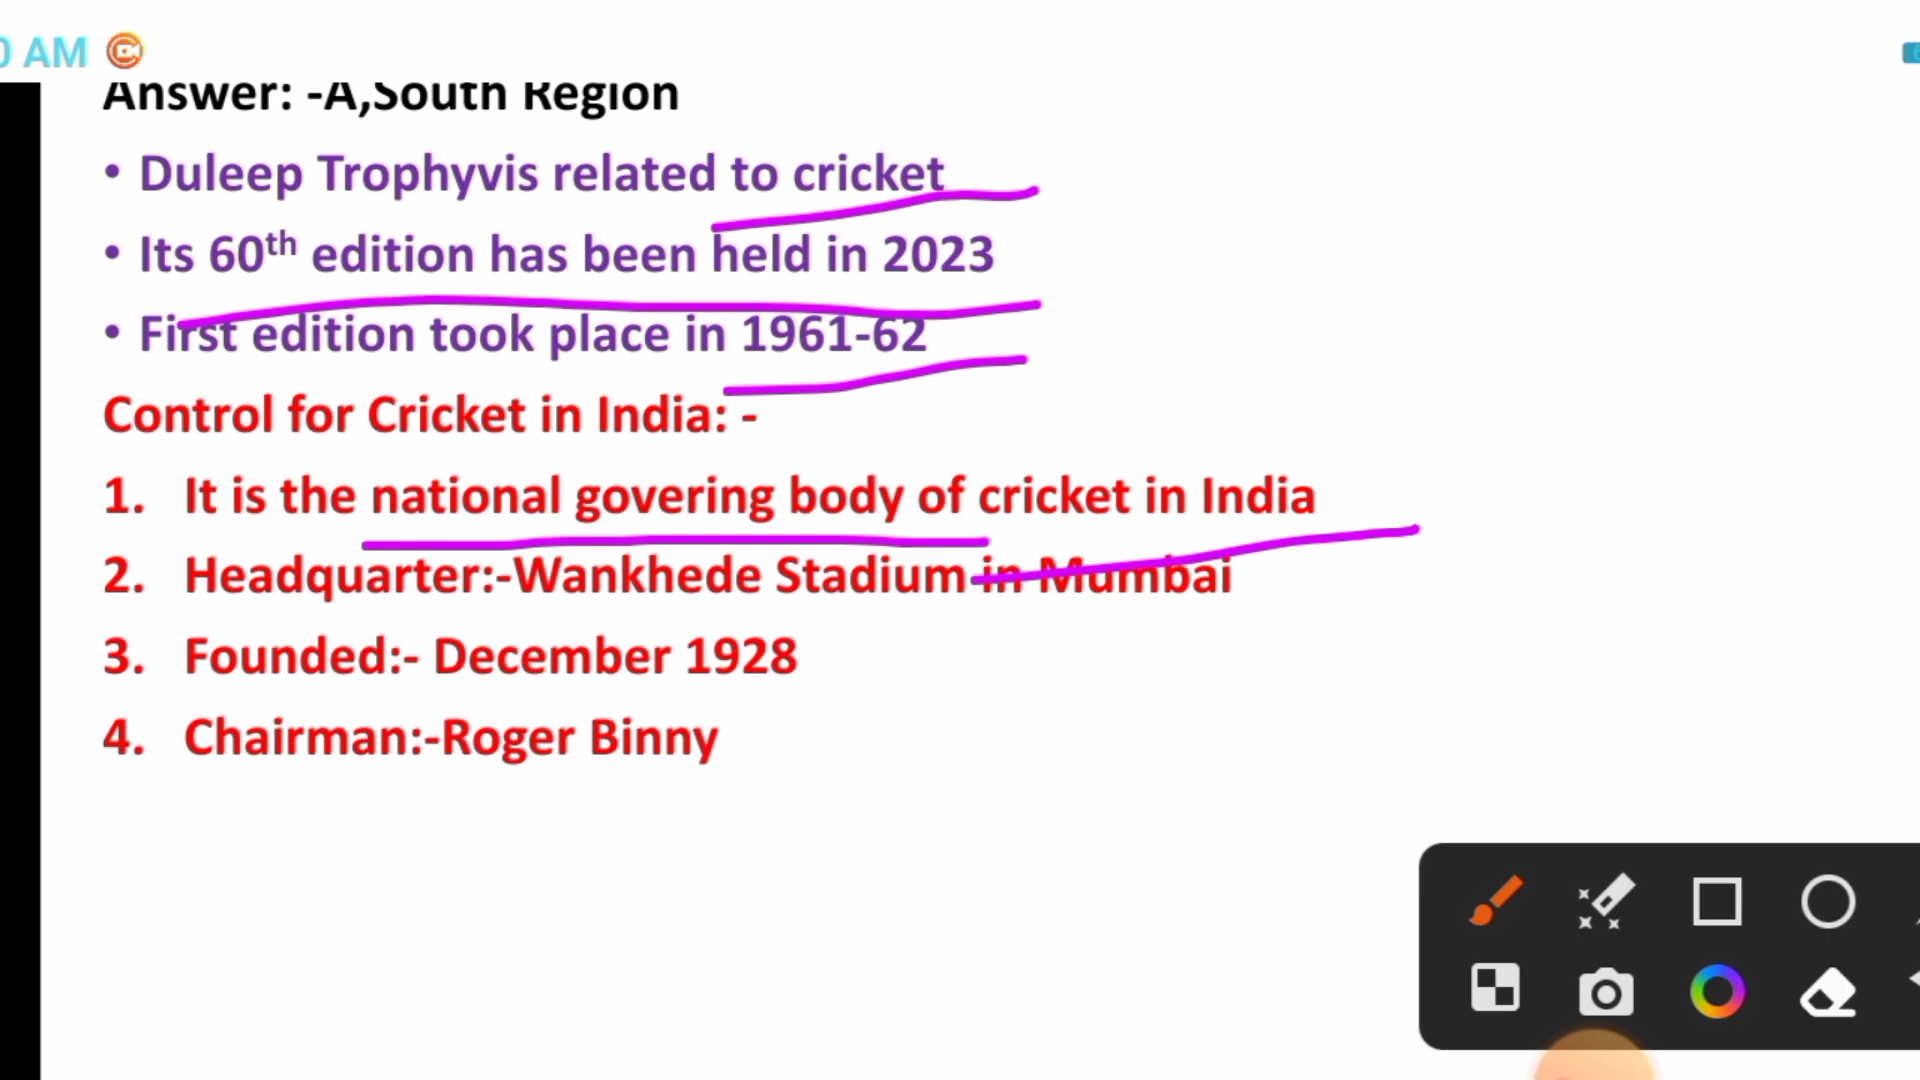 0 AM
Answer: -A,South Region
• Duleep Trophyvis related to cricket
• Its 60th edition has been held in 2023
• First edition took place in 1961-62
Control for Cricket in India: -
1. It is the national govering body of cricket in India
2. Headquarter:-Wankhede Stadium in Mumbai
3. Founded:- December 1928
4. Chairman:-Roger Binny